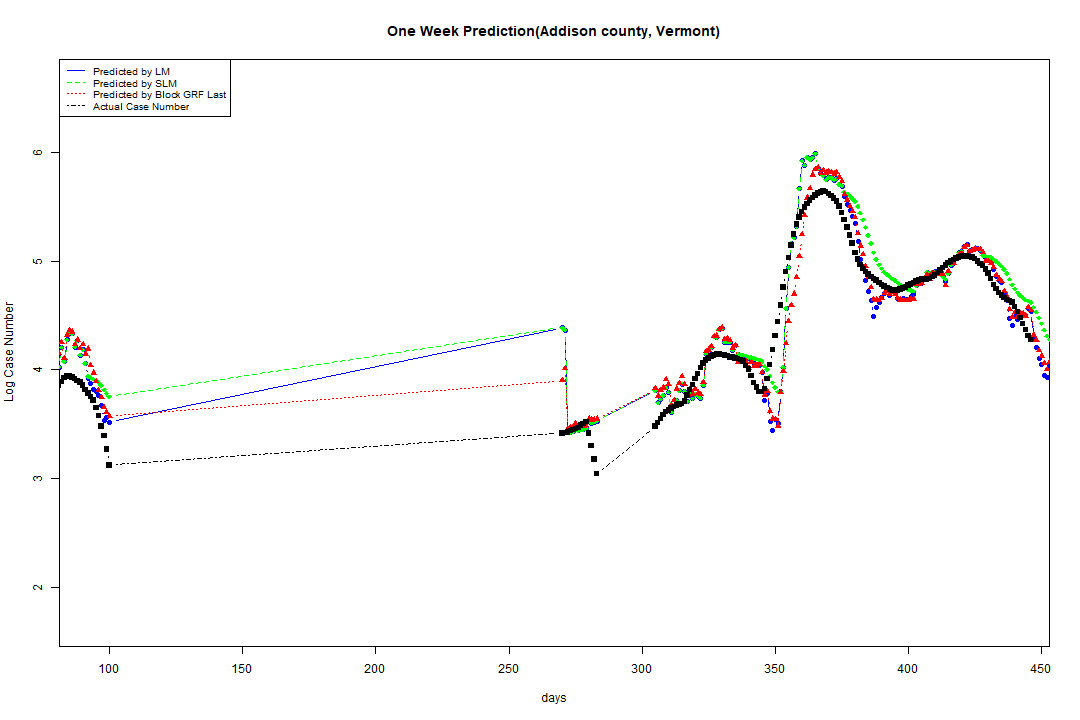 One Week Prediction(Addison county, Vermont)
Predicted by LM
Predicted by SLM
Predicted by Block GRF Last
Actual Case Number
6
5
4
3
2
Log Case Number
100 150 200 250 300 350 400 450
days